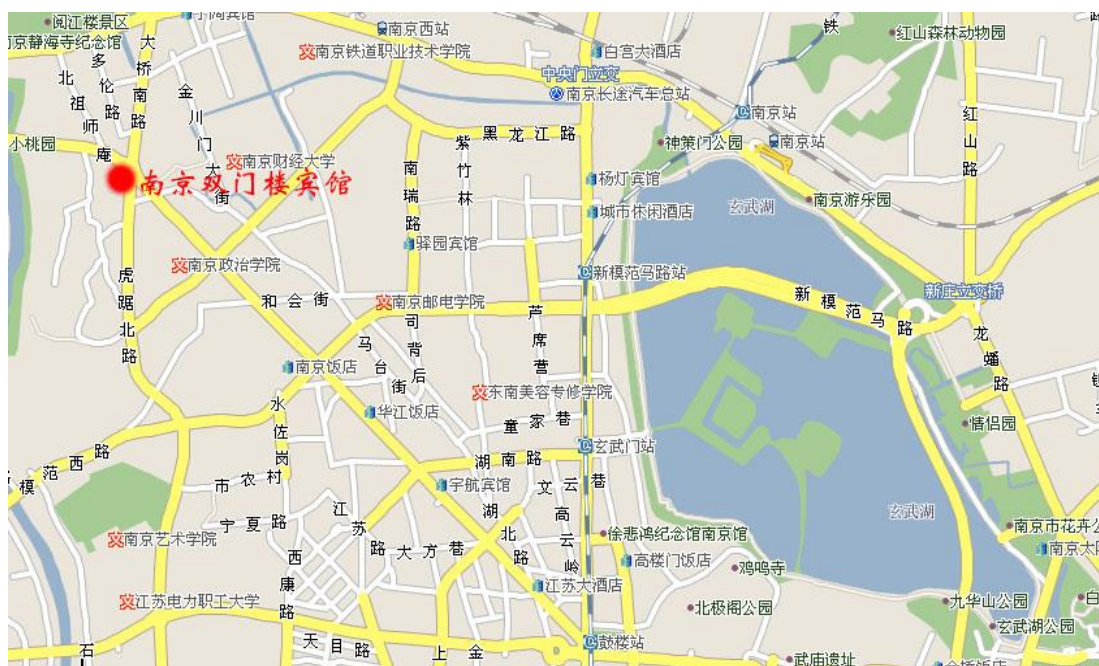 阅江楼景区
南京西站
红山森林动物园
南京静海寺纪念馆
大桥南路
多伦路
南京铁道职业技术学院
白宫大酒店
铁
北祖师庵
金川门大街
中央门立交
南京长途汽车总站
南京站
红山路
小桃园
黑龙江路
紫竹林
神策门公园
南京站
南京财经大学
南瑞路
南京双门楼宾馆
杨灯宾馆
玄武湖
南京游乐园
城市休闲酒店
驿园宾馆
南京政治学院
新模范马路站
虎踞北路
和会街
南京邮电学院
新模范马路
新庄立交桥
芦席营
司背后
马台街
龙蟠路
南京饭店
东南美容专修学院
水佐岗
华江饭店
童家巷
情侣园
玄武门站
模范西路
湖南路
市农村
宇航宾馆
文云巷
高云岭
江苏路
湖北路
宁夏路
大方巷
玄武湖
南京市花卉公
徐悲鸿纪念馆南京馆
南京艺术学院
西康路
高楼门饭店
鸡鸣寺
江苏大酒店
江苏电力职工大学
北极阁公园
九华山公园
白
玄武湖公园
天目路
上
金
鼓楼站
石
武庙遗址